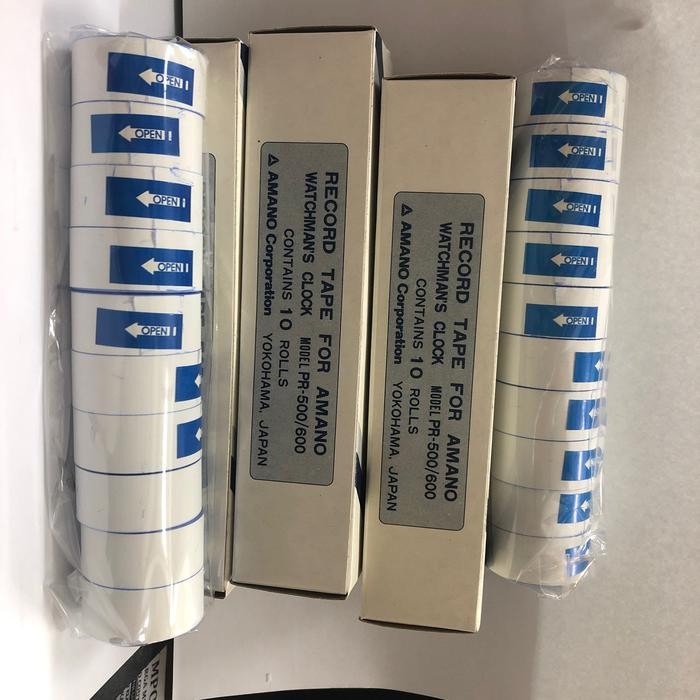 OPEN
OPEN
OPEN
OPEN
OPEN
RECORD TAPE FOR AMANO
WATCHMAN'S CLOCK MODEL PR-500/600
CONTAINS 10 ROLLS
AMANO Corporation YOKOHAMA, JAPAN
RECORD TAPE FOR AMANO
WATCHMAN'S CLOCK MODEL PR-500/600
CONTAINS 10 ROLLS
AMANO Corporation YOKOHAMA, JAPAN
OPEN
OPEN
OPEN
OPEN
OPEN